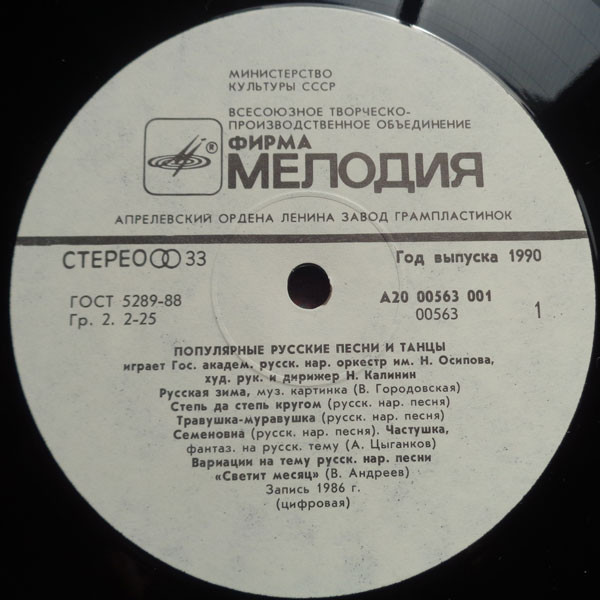 МИНИСТЕРСТВО
КУЛЬТУРЫ СССР
ВСЕСОЮЗНОЕ ТВОРЧЕСКО-
ПРОИЗВОДСТВЕННОЕ ОБЪЕДИНЕНИЕ
®
ФИРМА
МЕЛОДИЯ
АПРЕЛЕВСКИЙ ОРДЕНА ЛЕНИНА ЗАВОД ГРАМПЛАСТИНОК
СТЕРЕО 33
Год выпуска 1990
ГОСТ 5289-88
Гр. 2. 2-25
А20 00563 001
00563
1
ПОПУЛЯРНЫЕ РУССКИЕ ПЕСНИ И ТАНЦЫ
играет Гос. академ. русск. нар. оркестр им. Н. Осипова,
худ. рук. и дирижер Н. Калинин
Русская зима, муз. картинка (В. Городовская)
Степь да степь кругом (русск. нар. песня)
Травушка-муравушка (русск. нар. песня)
Семеновна (русск. нар. песня). Частушка,
фантаз. на русск. тему (А. Цыганков)
Вариации на тему русск. нар. песни
«Светит месяц» (В. Андреев)
Запись 1986 г.
(цифровая)